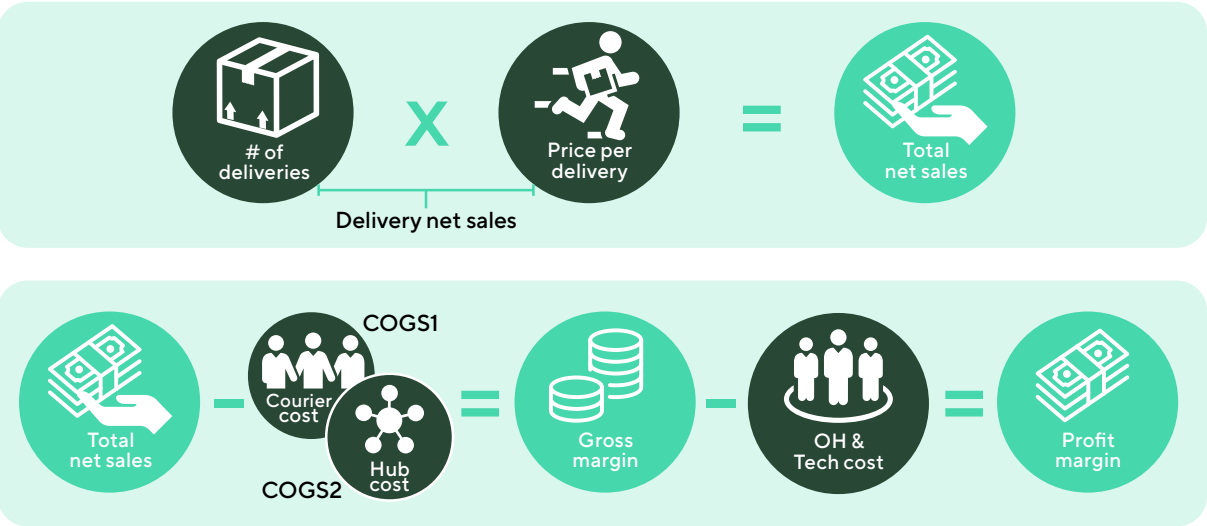 # of
deliveries
X
Price per
delivery
=
Total
net sales
Delivery net sales
Total
net sales
-
COGS1
Courier
cost
COGS2
Hub
cost
=
Gross
margin
-
OH &
Tech cost
=
Profit
margin